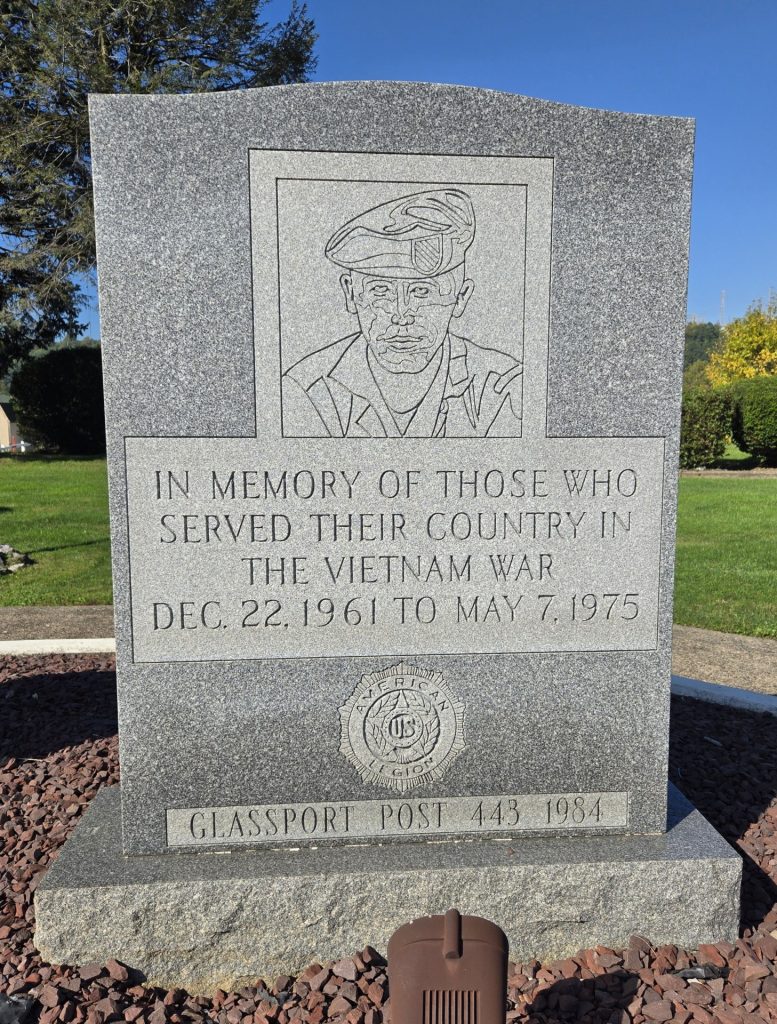 IN MEMORY OF THOSE WHO
SERVED THEIR COUNTRY IN
THE VIETNAM WAR
DEC. 22, 1961 TO MAY 7, 1975
AMERICAN
US
LEGION
GLASSPORT POST 443 1984